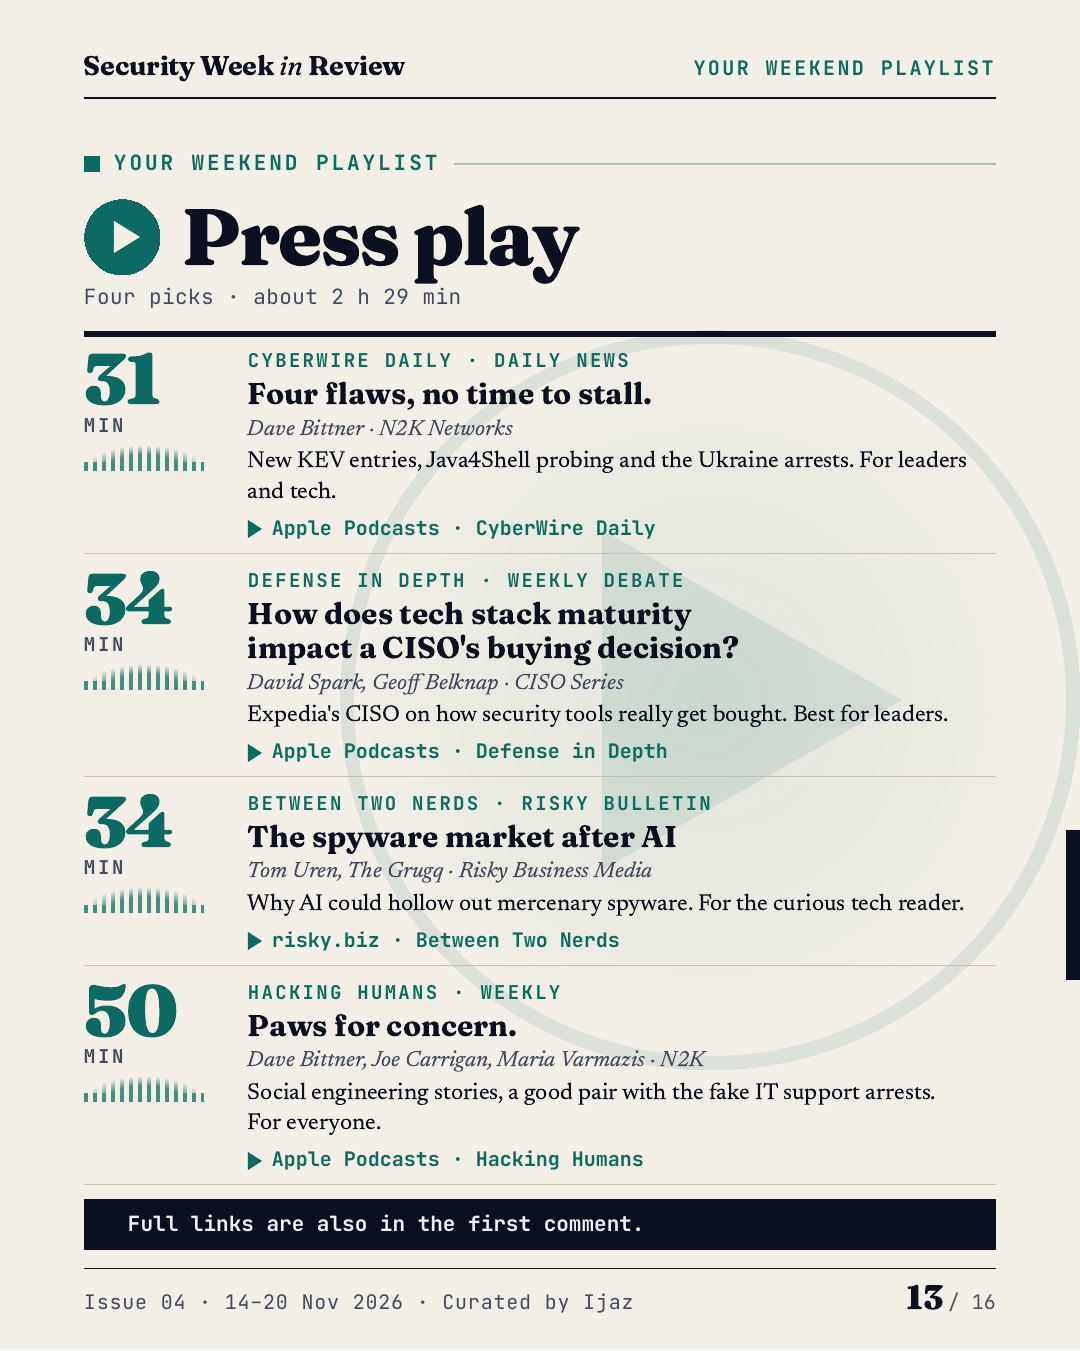 Security Week in Review
YOUR WEEKEND PLAYLIST
YOUR WEEKEND PLAYLIST
Press play
Four picks · about 2 h 29 min
31
MIN
CYBERWIRE DAILY · DAILY NEWS
Four flaws, no time to stall.
Dave Bittner · N2K Networks
New KEV entries, Java4Shell probing and the Ukraine arrests. For leaders
and tech.
Apple Podcasts · CyberWire Daily
34
MIN
DEFENSE IN DEPTH · WEEKLY DEBATE
How does tech stack maturity
impact a CISO's buying decision?
David Spark, Geoff Belknap · CISO Series
Expedia's CISO on how security tools really get bought. Best for leaders.
Apple Podcasts · Defense in Depth
34
MIN
BETWEEN TWO NERDS · RISKY BULLETIN
The spyware market after AI
Tom Uren, The Grugq · Risky Business Media
Why AI could hollow out mercenary spyware. For the curious tech reader.
risky.biz · Between Two Nerds
50
MIN
HACKING HUMANS · WEEKLY
Paws for concern.
Dave Bittner, Joe Carrigan, Maria Varmazis · N2K
Social engineering stories, a good pair with the fake IT support arrests.
For everyone.
Apple Podcasts · Hacking Humans
Full links are also in the first comment.
Issue 04 · 14–20 Nov 2026 · Curated by Ijaz
13 / 16